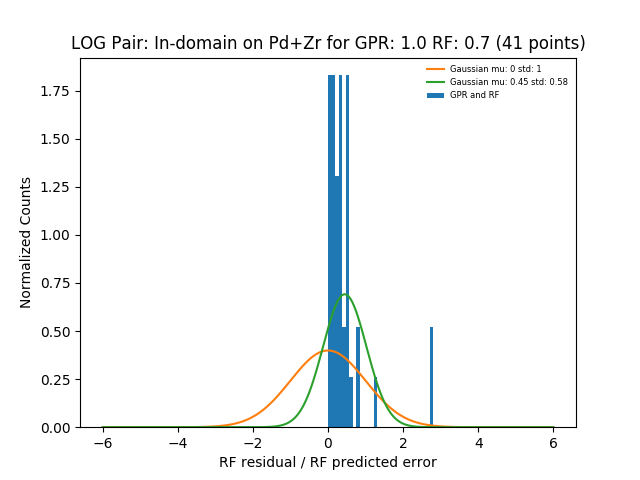 LOG Pair: In-domain on Pd+Zr for GPR: 1.0 RF: 0.7 (41 points)
Gaussian mu: 0 std: 1
Gaussian mu: 0.45 std: 0.58
GPR and RF
Normalized Counts
1.75
1.50
1.25
1.00
0.75
0.50
0.25
0.00
−6
−4
−2
0
2
4
6
RF residual / RF predicted error